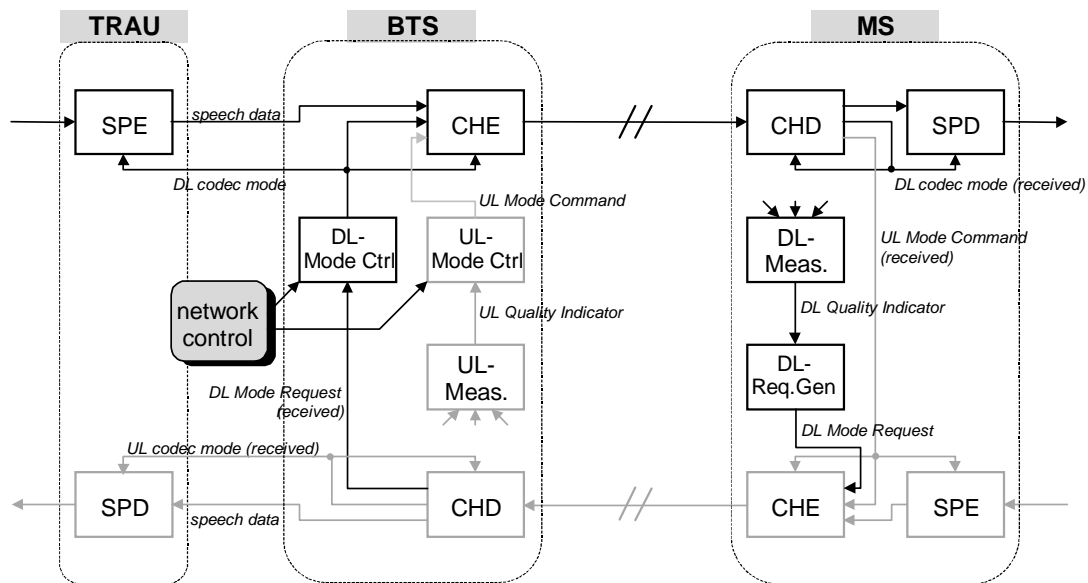 TRAU
BTS
MS
SPE
speech data
CHE
CHD
SPD
DL codec mode
DL codec mode (received)
UL Mode Command
DL-
Mode Ctrl
UL-
Mode Ctrl
DL-
Meas.
UL Mode Command
(received)
network
control
UL Quality Indicator
DL Quality Indicator
UL-
Meas.
DL-
Req.Gen
DL Mode Request
(received)
DL Mode Request
UL codec mode (received)
SPD
speech data
CHD
CHE
SPE